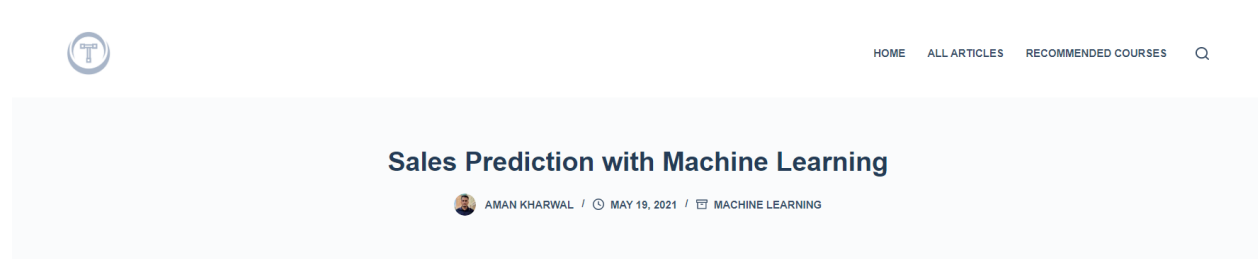 T
HOME ALL ARTICLES RECOMMENDED COURSES
Sales Prediction with Machine Learning
AMAN KHARWAL / MAY 19, 2021 / MACHINE LEARNING